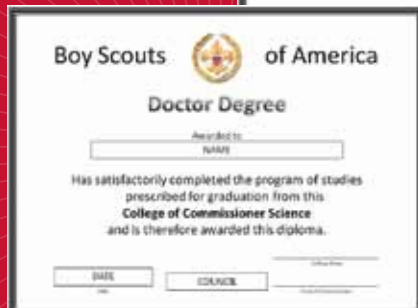 Boy Scouts of America
Doctor Degree
Awarded to
NAME
Has satisfactorily completed the program of studies
prescribed for graduation from this
College of Commissioner Science
and is therefore awarded this diploma.
DATE
COUNCIL